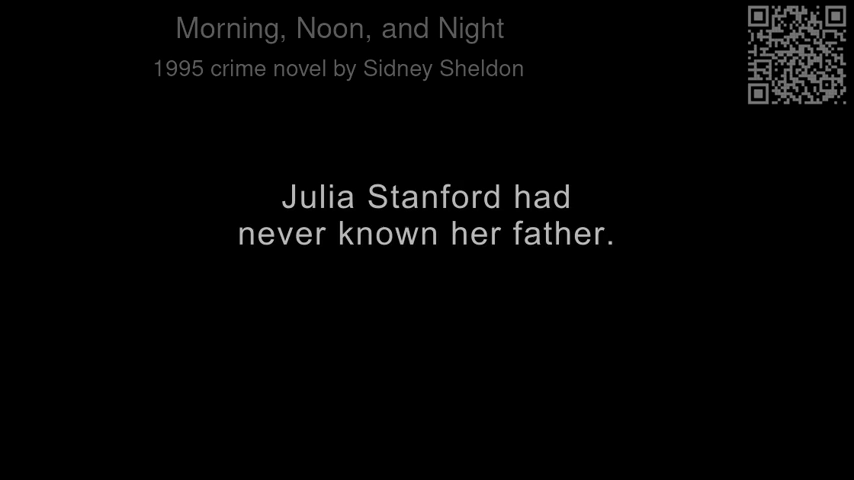 Morning, Noon, and Night
1995 crime novel by Sidney Sheldon
Julia Stanford had
never known her father.